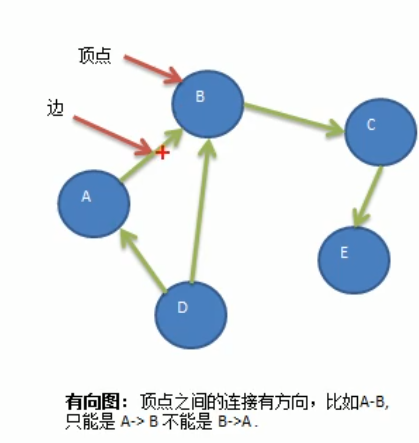 顶点
B
边
C
A
E
D
有向图：顶点之间的连接有方向，比如A-B,
只能是 A-> B 不能是 B->A .